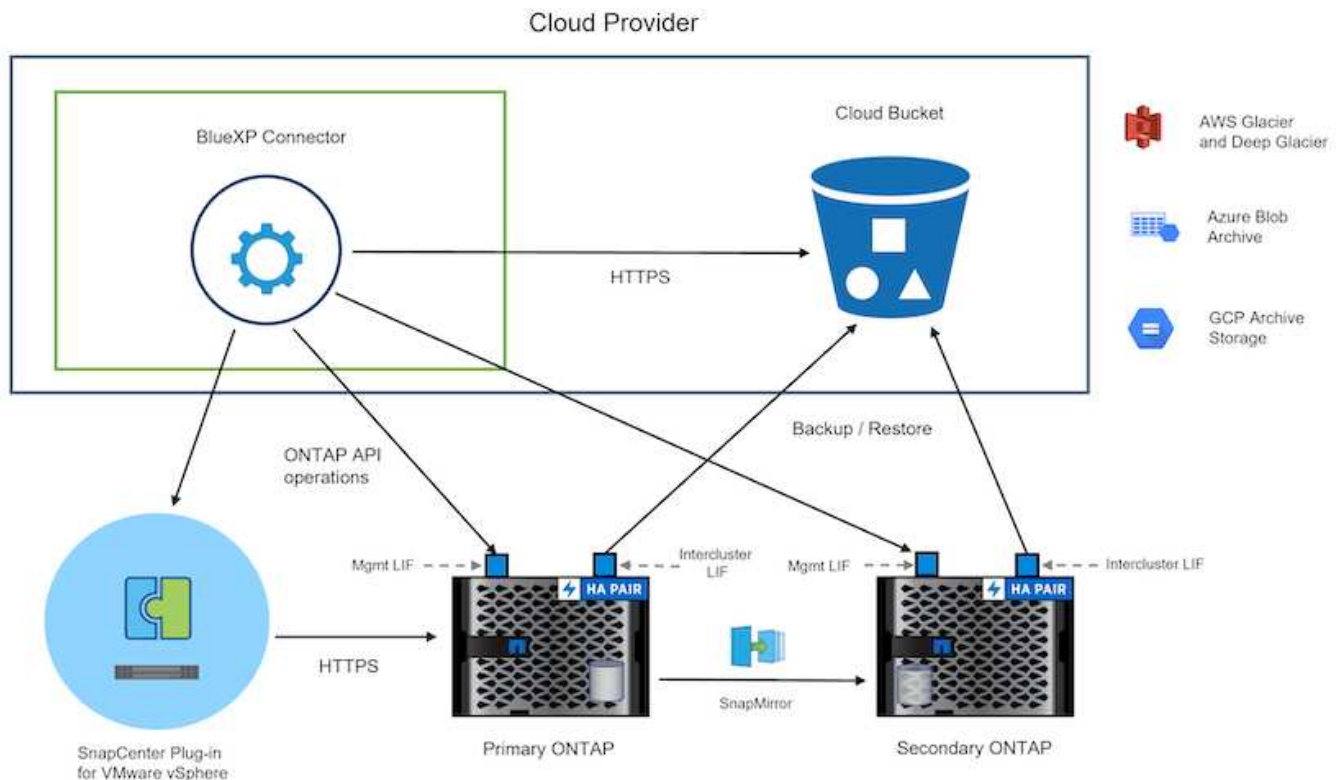 Cloud Provider
BlueXP Connector
Cloud Bucket
AWS Glacier
and Deep Glacier
HTTPS
Azure Blob
Archive
GCP Archive
Storage
ONTAP API
operations
Backup / Restore
Mgmt LIF
Intercluster
LIF
Mgmt LIF
Intercluster LIF
HA PAIR
HA PAIR
HTTPS
SnapMirror
SnapCenter Plug-in
for VMware vSphere
Primary ONTAP
Secondary ONTAP